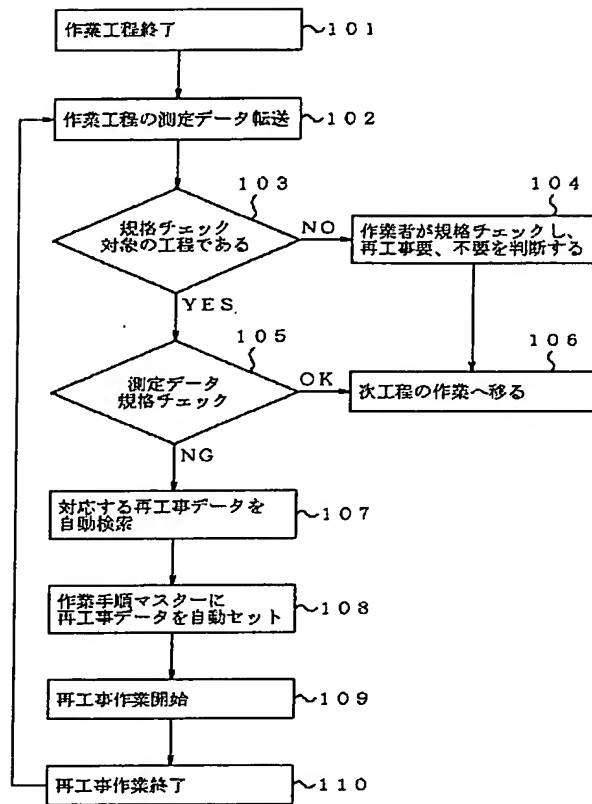 作業工程終了
101
作業工程の測定データ転送
102
103
規格チェック
対象の工程である
NO
104
作業者が規格チェックし、
再工事要、不要を判断する
YES
105
測定データ
規格チェック
OK
106
次工程の作業へ移る
NG
対応する再工事データを
自動検索
107
作業手順マスターに
再工事データを自動セット
108
再工事作業開始
109
再工事作業終了
110